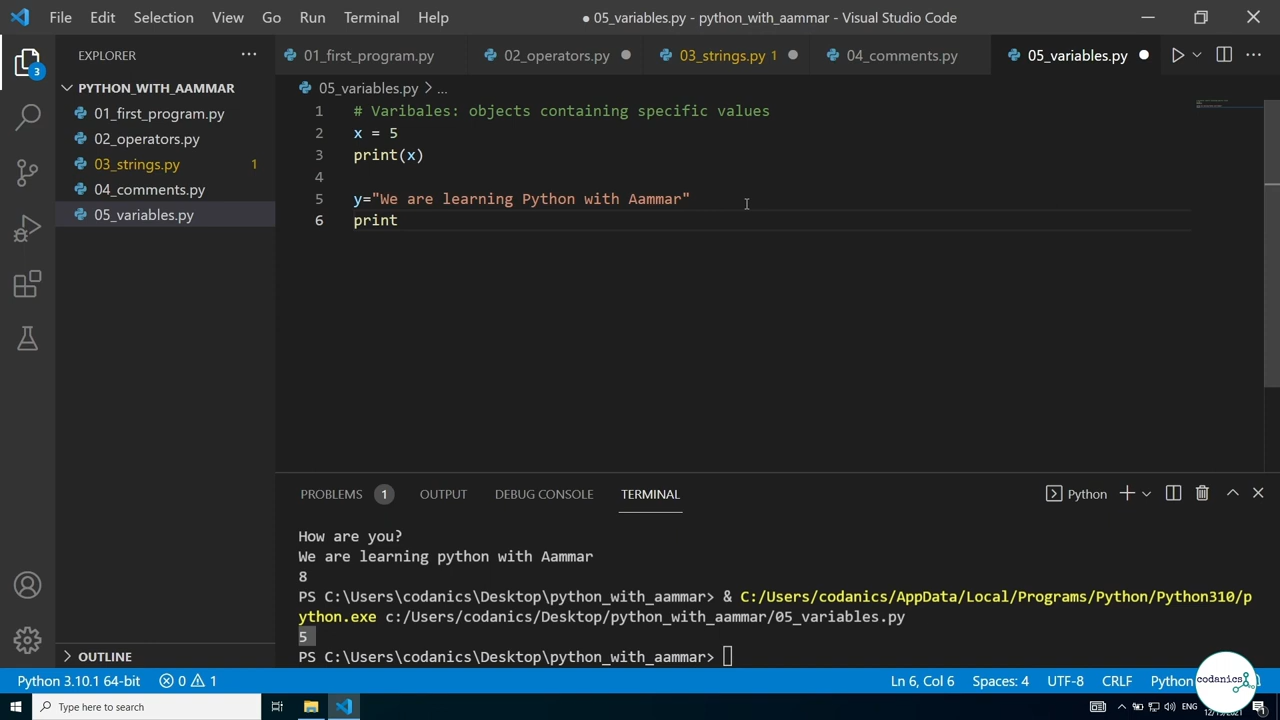 File Edit Selection View Go Run Terminal Help ● 05_variables.py - python_with_aammar - Visual Studio Code
EXPLORER ···
01_first_program.py 02_operators.py 03_strings.py 1 04_comments.py 05_variables.py
3
PYTHON_WITH_AAMMAR
01_first_program.py
02_operators.py
03_strings.py 1
04_comments.py
05_variables.py
OUTLINE
05_variables.py > ...
1 # Varibales: objects containing specific values
2 x = 5
3 print(x)
4
5 y="We are learning Python with Aammar"
6 print
PROBLEMS 1 OUTPUT DEBUG CONSOLE TERMINAL Python
How are you?
We are learning python with Aammar
8
PS C:\Users\codanics\Desktop\python_with_aammar> & C:/Users/codanics/AppData/Local/Programs/Python/Python310/p
ython.exe c:/Users/codanics/Desktop/python_with_aammar/05_variables.py
5
PS C:\Users\codanics\Desktop\python_with_aammar>
Python 3.10.1 64-bit 0 1 Ln 6, Col 6 Spaces: 4 UTF-8 CRLF Python
codanics
Type here to search ENG